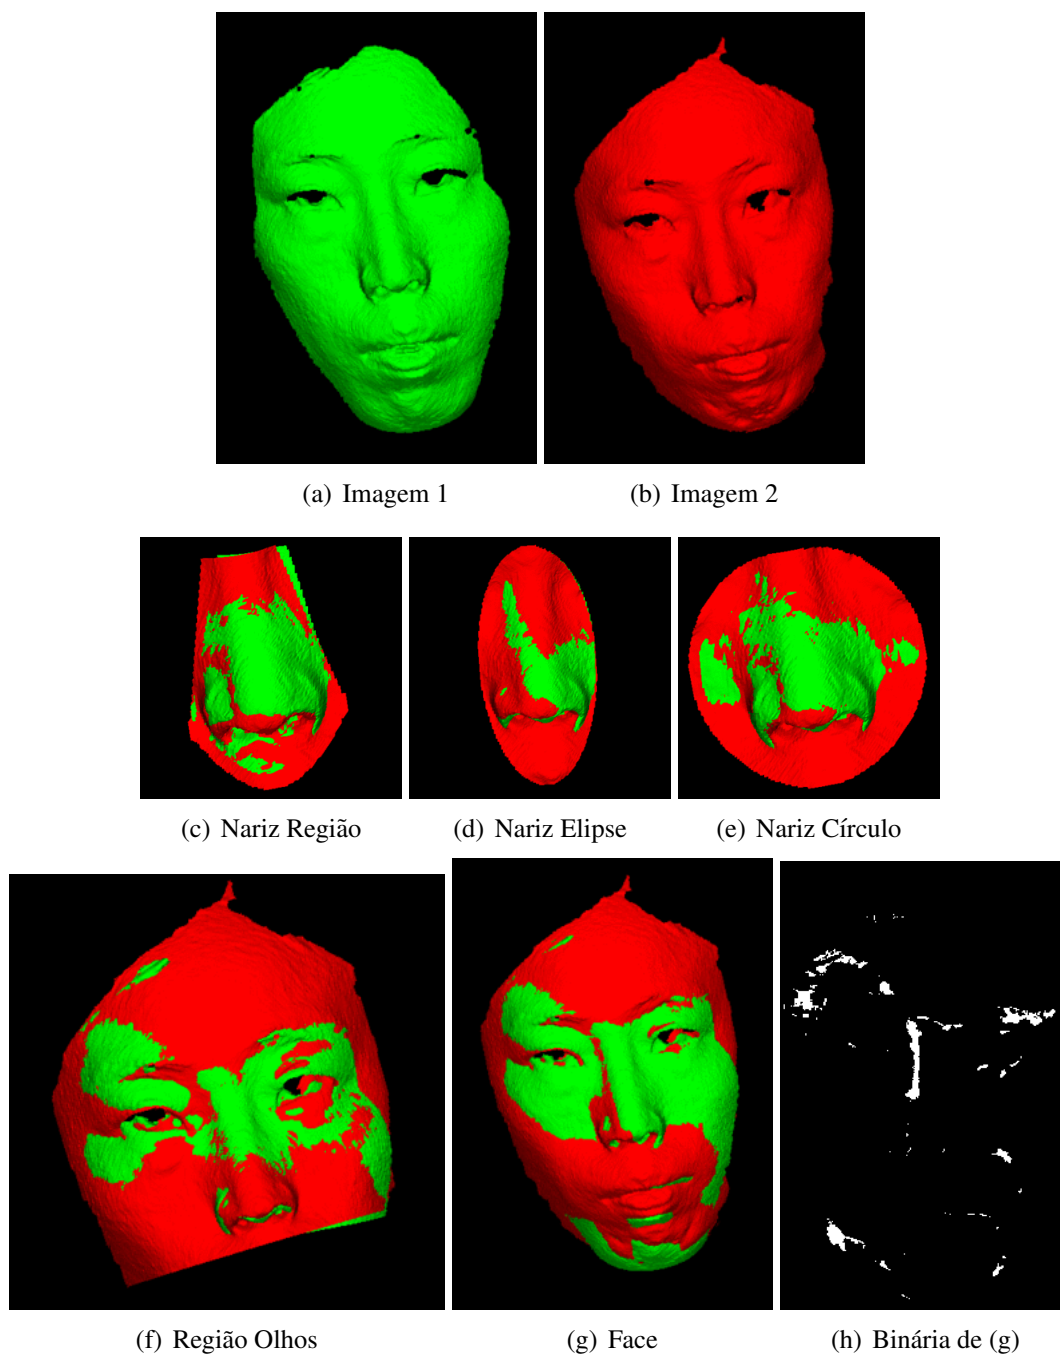 (a) Imagem 1
(b) Imagem 2
(c) Nariz Região
(d) Nariz Elipse
(e) Nariz Círculo
(f) Região Olhos
(g) Face
(h) Binária de (g)